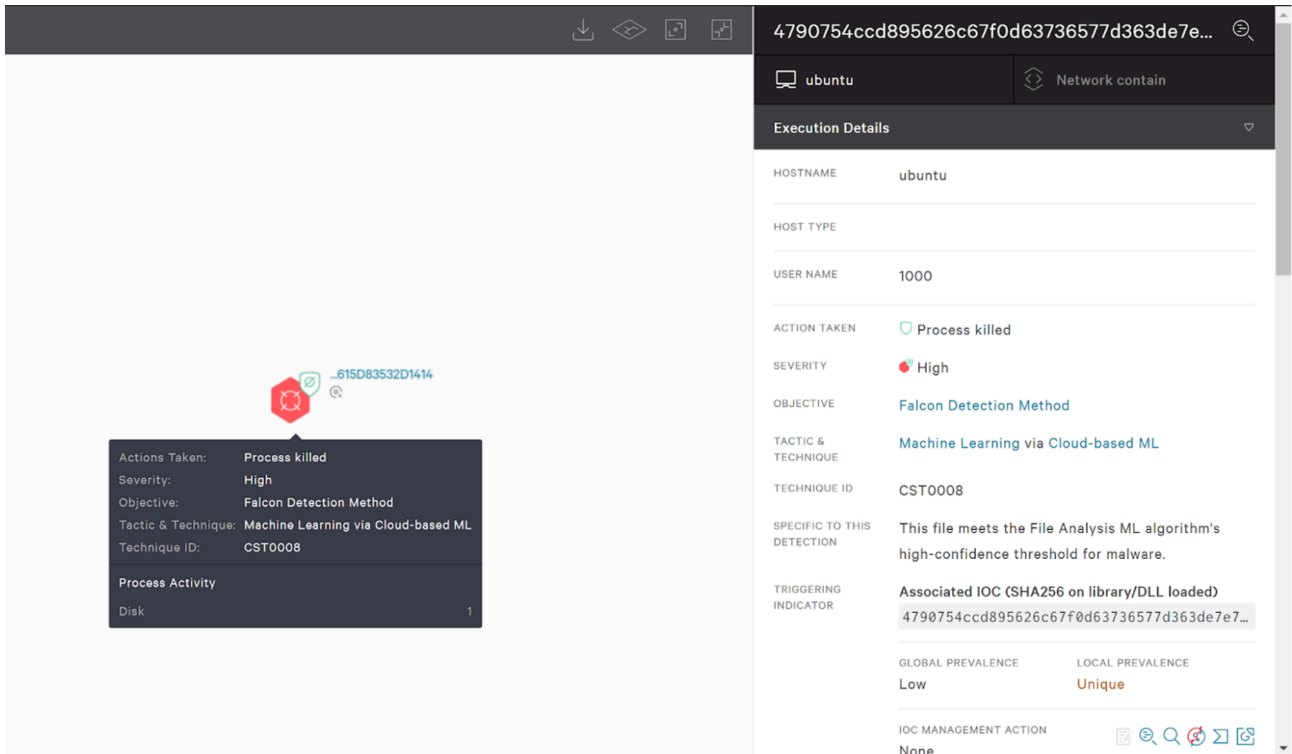 4790754ccd895626c67f0d63736577d363de7e...
ubuntu
Network contain
Execution Details
HOSTNAME
ubuntu
HOST TYPE
USER NAME
1000
ACTION TAKEN
Process killed
SEVERITY
High
OBJECTIVE
Falcon Detection Method
TACTIC &
TECHNIQUE
Machine Learning via Cloud-based ML
TECHNIQUE ID
CST0008
SPECIFIC TO THIS
DETECTION
This file meets the File Analysis ML algorithm's
high-confidence threshold for malware.
TRIGGERING
INDICATOR
Associated IOC (SHA256 on library/DLL loaded)
4790754ccd895626c67f0d63736577d363de7e7...
GLOBAL PREVALENCE
Low
LOCAL PREVALENCE
Unique
IOC MANAGEMENT ACTION
None
...615D83532D1414
Actions Taken: Process killed
Severity: High
Objective: Falcon Detection Method
Tactic & Technique: Machine Learning via Cloud-based ML
Technique ID: CST0008
Process Activity
Disk 1